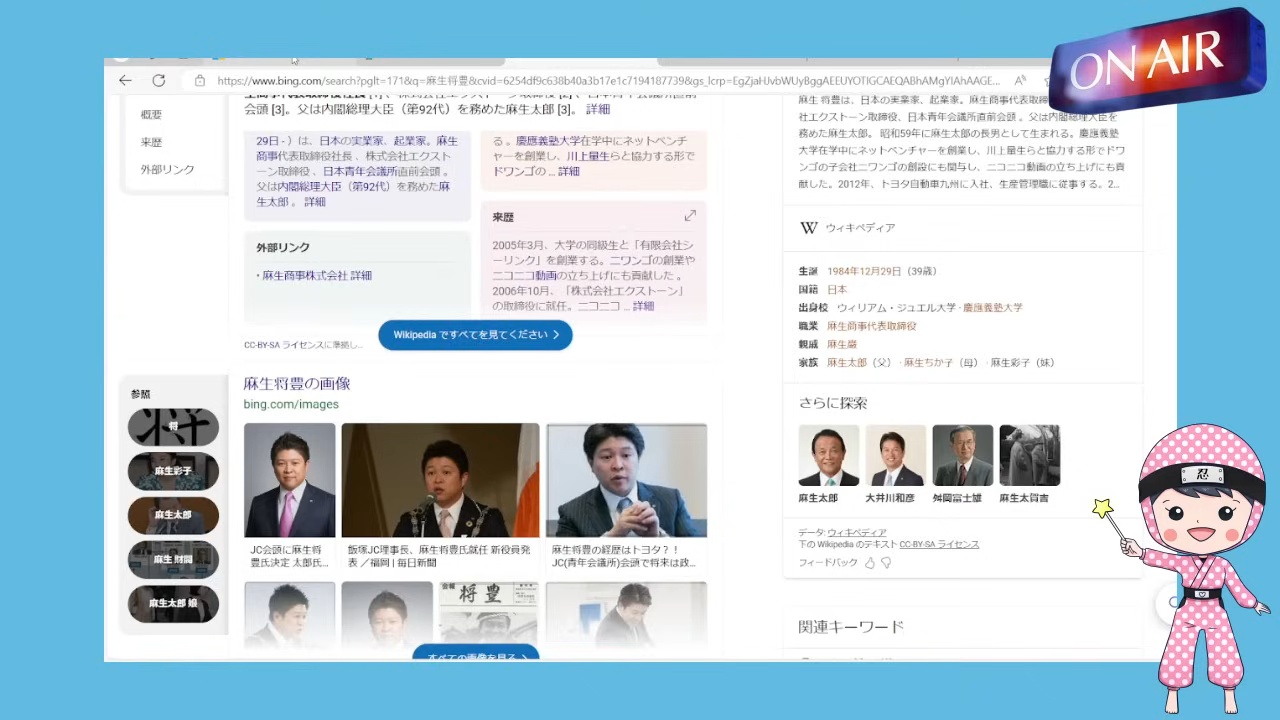 ON AIR
https://www.bing.com/search?pglt=171&q=麻生将豊&cvid=6254df9c638b40a3b17e1c7194187739&gs_lcrp=EgZjaHJvbWUyBggAEEUYOTIGCAEQABhAMgYIAhAAGE...
概要
来歴
外部リンク
会頭 [3]。父は内閣総理大臣（第92代）を務めた麻生太郎 [3]。 詳細
29日 - ）は、日本の実業家、起業家。麻生
商事代表取締役社長 、株式会社エクスト
ーン取締役 、日本青年会議所直前会頭 。
父は内閣総理大臣（第92代）を務めた麻
生太郎 。 詳細
る 。慶應義塾大学在学中にネットベンチ
ャーを創業し、川上量生らと協力する形で
ドワンゴの ... 詳細
外部リンク
• 麻生商事株式会社 詳細
来歴
2005年3月、大学の同級生と「有限会社シ
ーリンク」を創業する。ニワンゴの創業や
ニコニコ動画の立ち上げにも貢献した 。
2006年10月、「株式会社エクストーン」
の取締役に就任。ニコニコ ... 詳細
Wikipedia ですべてを見てください
CC-BY-SA ライセンスに準拠し...
参照
将
麻生彩子
麻生太郎
麻生 財閥
麻生太郎 娘
麻生将豊の画像
bing.com/images
JC会頭に麻生将
豊氏決定 太郎氏...
飯塚JC理事長、麻生将豊氏就任 新役員発
表 ／福岡 | 毎日新聞
麻生将豊の経歴はトヨタ？！
JC(青年会議所)会頭で将来は政...
将豊
すべての画像を見る
麻生 将豊は、日本の実業家、起業家。麻生商事代表取締
社エクストーン取締役、日本青年会議所直前会頭 。父は内閣総理大臣（第92代）を
務めた麻生太郎。 昭和59年に麻生太郎の長男として生まれる。慶應義塾
大学在学中にネットベンチャーを創業し、川上量生らと協力する形でドワ
ンゴの子会社ニワンゴの創設にも関与し、ニコニコ動画の立ち上げにも貢
献した。2012年、トヨタ自動車九州に入社、生産管理職に従事する。2...
W ウィキペディア
生誕 1984年12月29日（39歳）
国籍 日本
出身校 ウィリアム・ジュエル大学 · 慶應義塾大学
職業 麻生商事代表取締役
親戚 麻生巌
家族 麻生太郎（父） · 麻生ちか子（母） · 麻生彩子（妹）
さらに探索
麻生太郎
大井川和彦
舛岡富士雄
麻生太賀吉
データ: ウィキペディア
下の Wikipedia のテキスト CC-BY-SA ライセンス
フィードバック
関連キーワード
忍